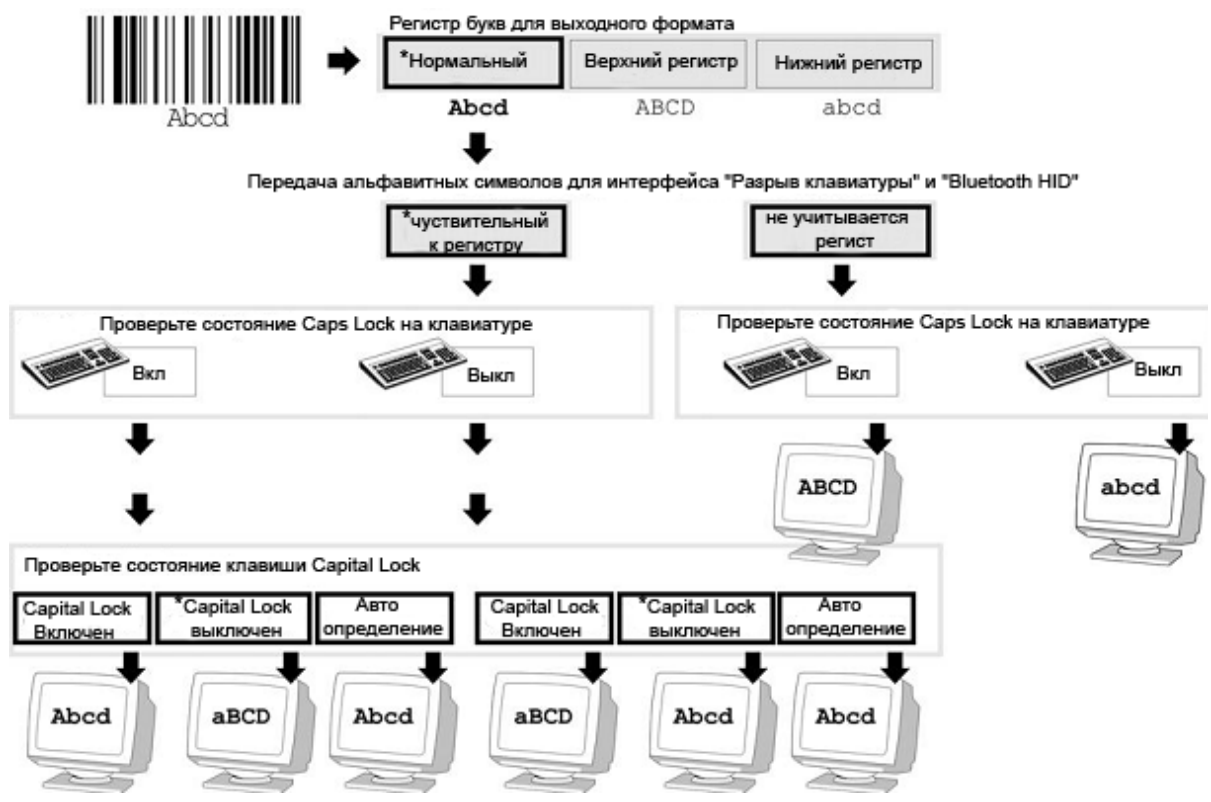 Регистр букв для выходного формата
*Нормальный
Верхний регистр
Нижний регистр
Abcd
Abcd
ABCD
abcd
Передача альфавитных символов для интерфейса "Разрыв клавиатуры" и "Bluetooth HID"
*чуствительный
к регистру
не учитывается
регист
Проверьте состояние Caps Lock на клавиатуре
Вкл
Выкл
Проверьте состояние Caps Lock на клавиатуре
Вкл
Выкл
ABCD
abcd
Проверьте состояние клавиши Capital Lock
Capital Lock
Включен
*Capital Lock
выключен
Авто
определение
Capital Lock
Включен
*Capital Lock
выключен
Авто
определение
Abcd
aBCD
Abcd
aBCD
Abcd
Abcd